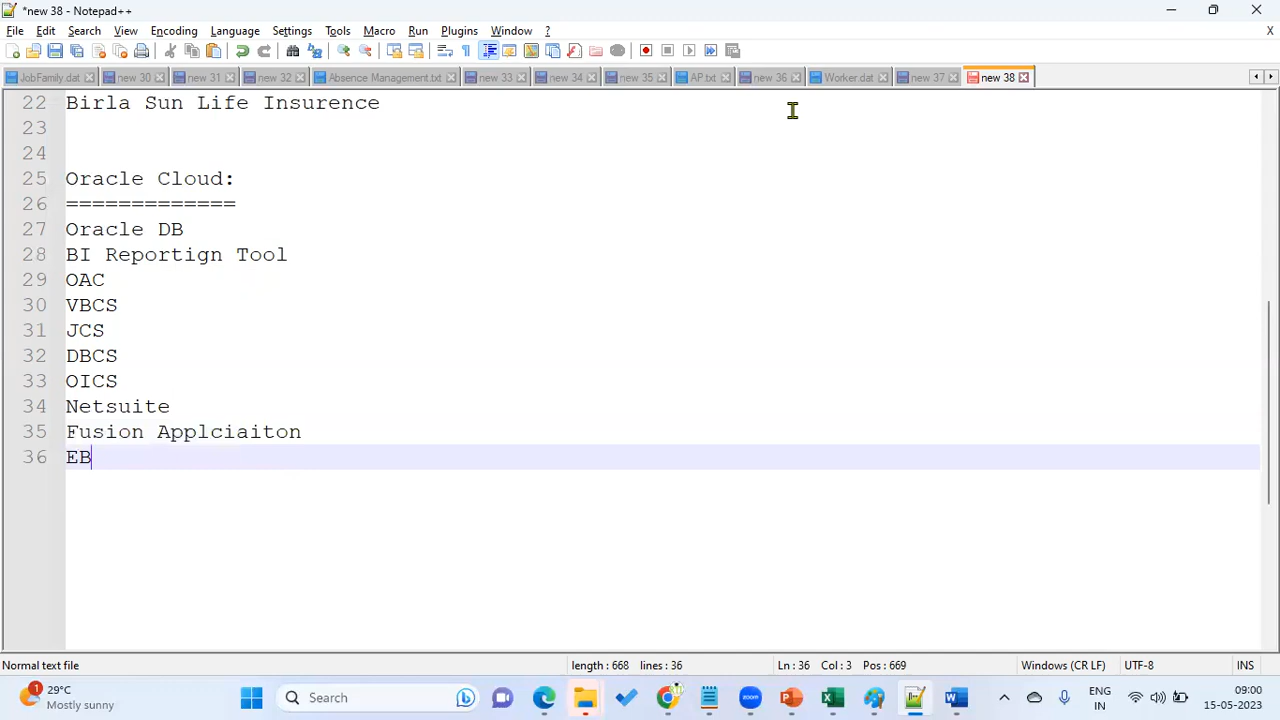 *new 38 - Notepad++
File Edit Search View Encoding Language Settings Tools Macro Run Plugins Window ? X
JobFamily.dat new 30 new 31 new 32 Absence Management.txt new 33 new 34 new 35 AP.txt new 36 Worker.dat new 37 new 38
22 Birla Sun Life Insurence
23
24
25 Oracle Cloud:
26 =============
27 Oracle DB
28 BI Reportign Tool
29 OAC
30 VBCS
31 JCS
32 DBCS
33 OICS
34 Netsuite
35 Fusion Applciaiton
36 EB
Normal text file length : 668 lines : 36 Ln : 36 Col : 3 Pos : 669 Windows (CR LF) UTF-8 INS
1 29°C Mostly sunny Search zoom ENG IN 09:00 15-05-2023